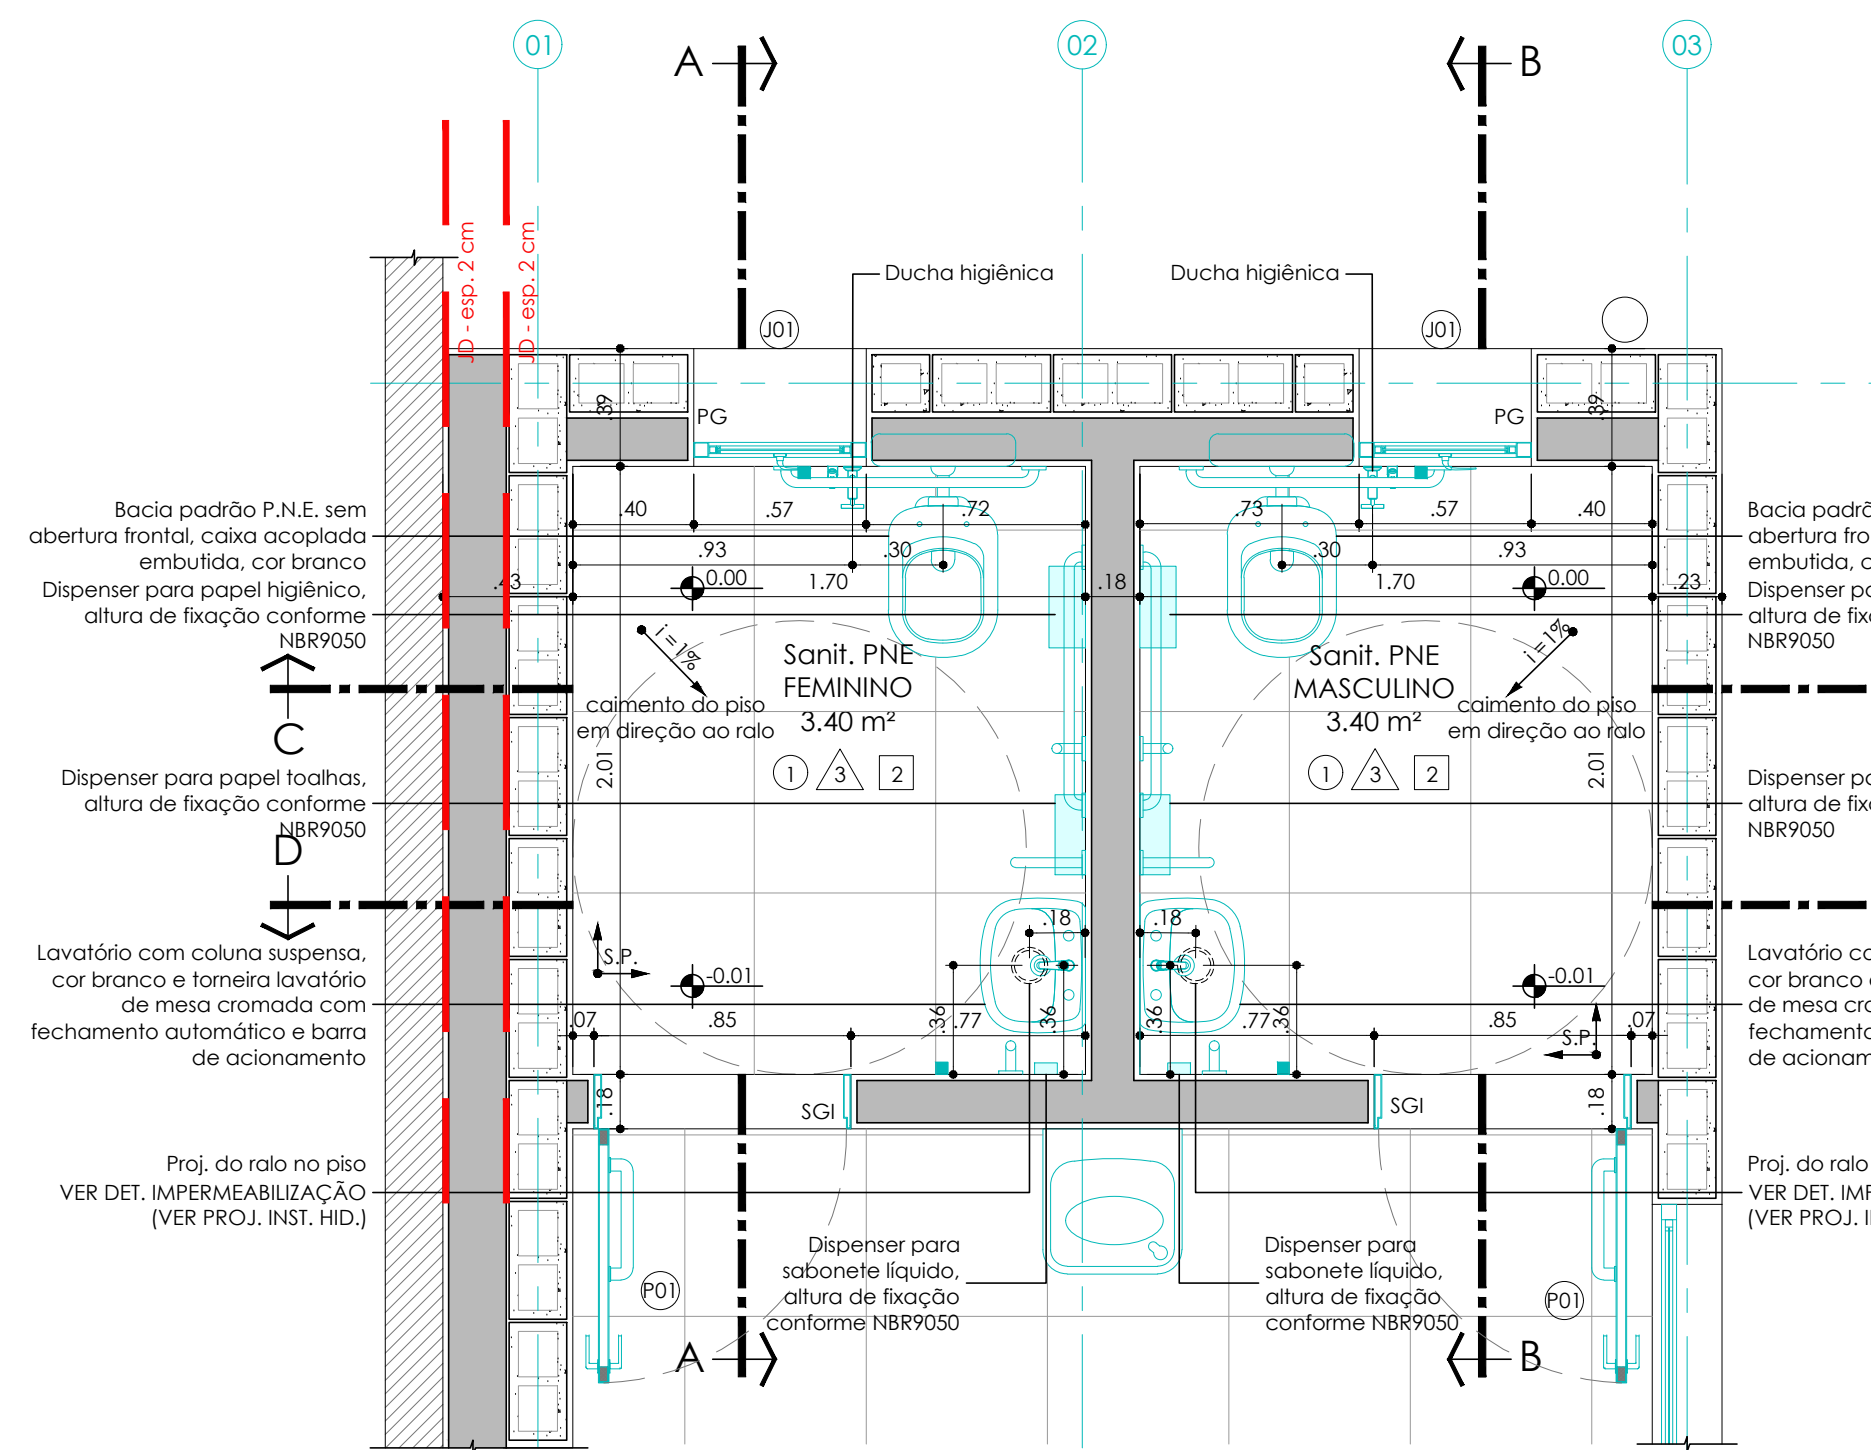 01
02
03
A
B
JD - esp. 2 cm
JD - esp. 2 cm
Ducha higiênica
Ducha higiênica
J01
J01
.39
PG
PG
.39
Bacia padrão P.N.E. sem
abertura frontal, caixa acoplada
embutida, cor branco
Dispenser para papel higiênico,
altura de fixação conforme
NBR9050
.40
.57
.72
.73
.57
.40
.93
.30
.30
.93
.43
0.00
1.70
.18
1.70
0.00
.23
i=1%
i=1%
Sanit. PNE
FEMININO
3.40 m²
Sanit. PNE
MASCULINO
3.40 m²
caimento do piso
em direção ao ralo
caimento do piso
em direção ao ralo
1
3
2
1
3
2
2.01
2.01
C
Dispenser para papel toalhas,
altura de fixação conforme
NBR9050
D
Lavatório com coluna suspensa,
cor branco e torneira lavatório
de mesa cromada com
fechamento automático e barra
de acionamento
.18
.18
S.P.
-0.01
-0.01
.07
.85
.36
.77
.36
.36
.77
.36
.85
S.P.
.07
.18
SGI
SGI
.18
Proj. do ralo no piso
VER DET. IMPERMEABILIZAÇÃO
(VER PROJ. INST. HID.)
Dispenser para
sabonete líquido,
altura de fixação
conforme NBR9050
Dispenser para
sabonete líquido,
altura de fixação
conforme NBR9050
P01
P01
A
B
Bacia padrã
abertura fro
embutida, c
Dispenser pa
altura de fixa
NBR9050
Dispenser pa
altura de fixa
NBR9050
Lavatório co
cor branco e
de mesa cro
fechamento
de acionam
Proj. do ralo
VER DET. IMP
(VER PROJ. I